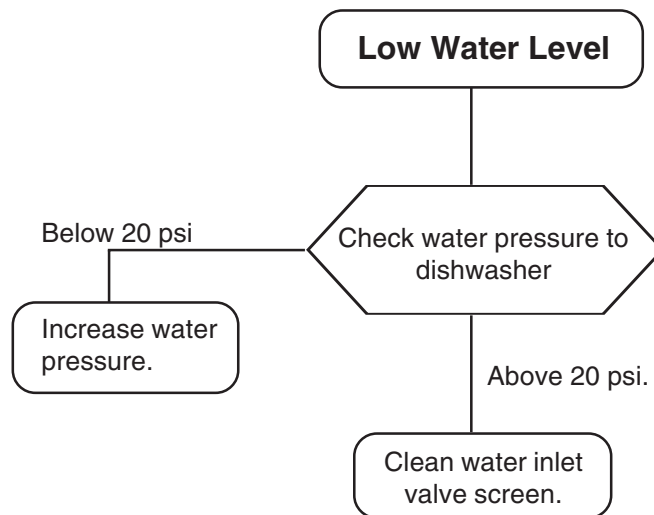 Low Water Level
Check water pressure to
dishwasher
Below 20 psi
Increase water
pressure.
Above 20 psi.
Clean water inlet
valve screen.